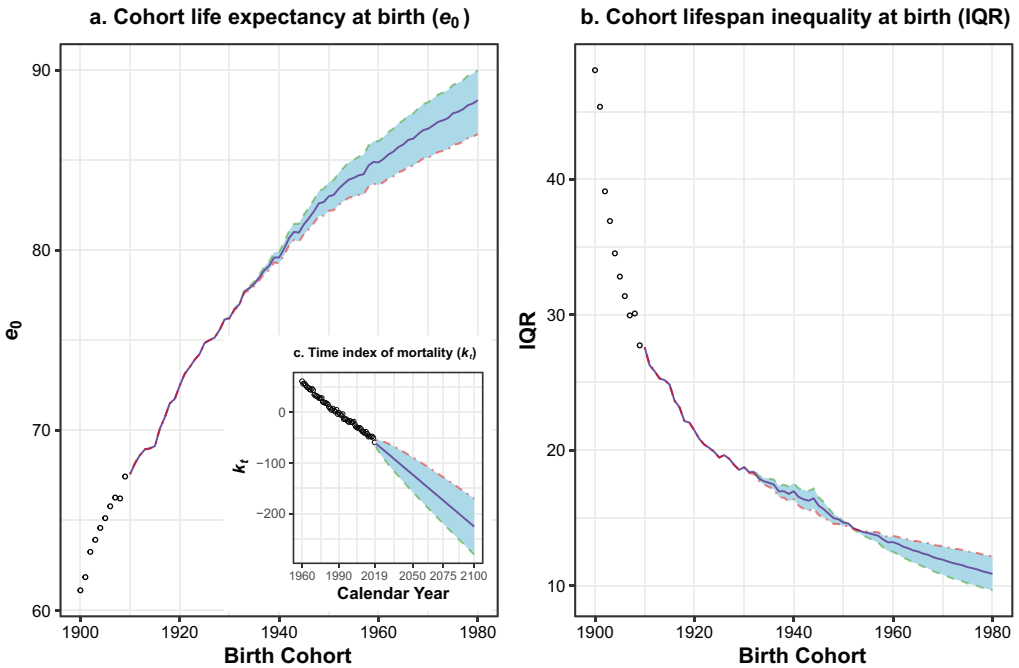 a. Cohort life expectancy at birth (e₀)
90
80
70
60
e₀
1900 1920 1940 1960 1980
Birth Cohort
c. Time index of mortality (kₜ)
0
−100
−200
kₜ
1960 1990 2019 2050 2075 2100
Calendar Year
b. Cohort lifespan inequality at birth (IQR)
40
30
20
10
IQR
1900 1920 1940 1960 1980
Birth Cohort